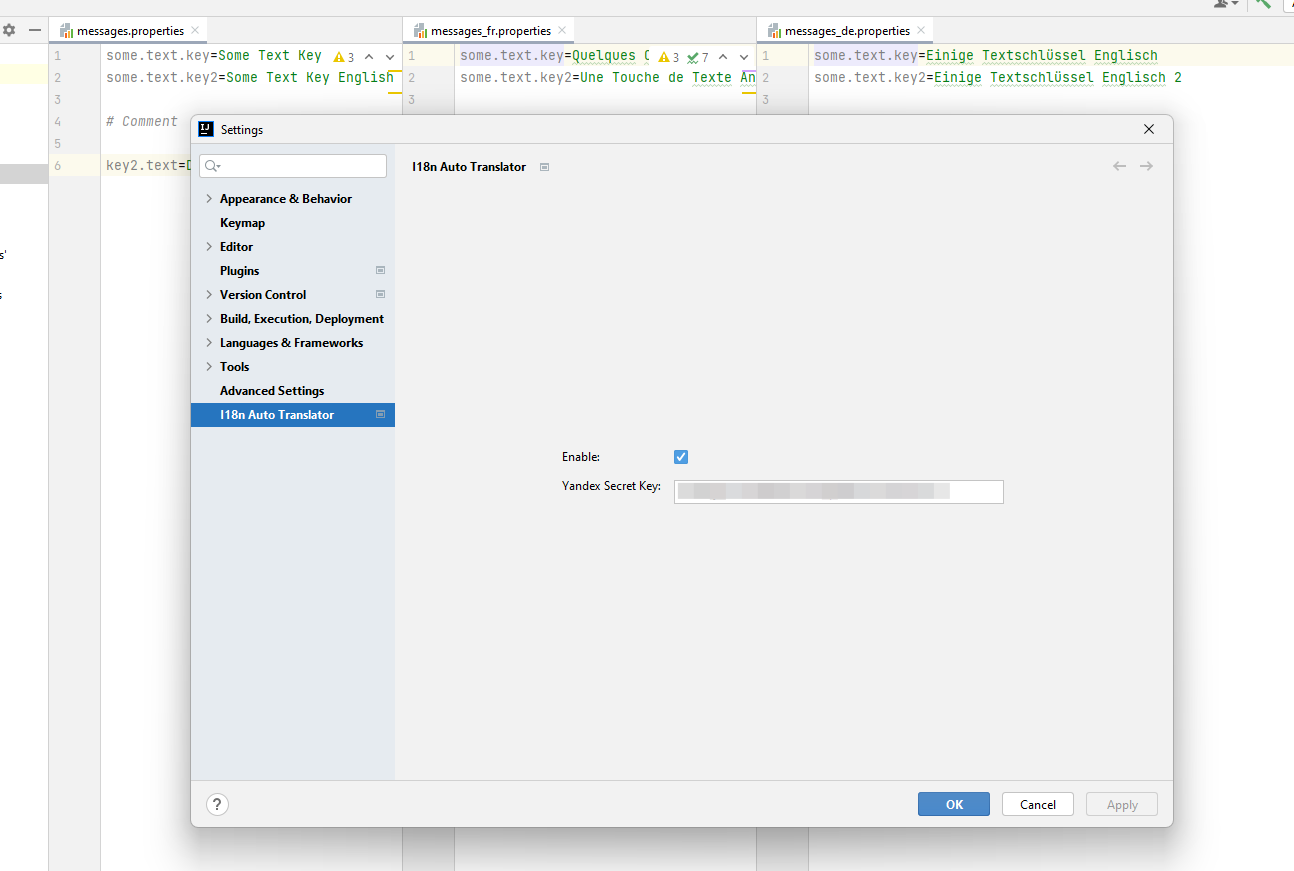 messages.properties
messages_fr.properties
messages_de.properties
1 some.text.key=Some Text Key 3
2 some.text.key2=Some Text Key English
3
4 # Comment
5
6 key2.text=
1 some.text.key=Quelques 3 7
2 some.text.key2=Une Touche de Texte An
3
1 some.text.key=Einige Textschlüssel Englisch
2 some.text.key2=Einige Textschlüssel Englisch 2
3
Settings
Appearance & Behavior
Keymap
Editor
Plugins
Version Control
Build, Execution, Deployment
Languages & Frameworks
Tools
Advanced Settings
I18n Auto Translator
I18n Auto Translator
Enable:
Yandex Secret Key:
?
OK
Cancel
Apply